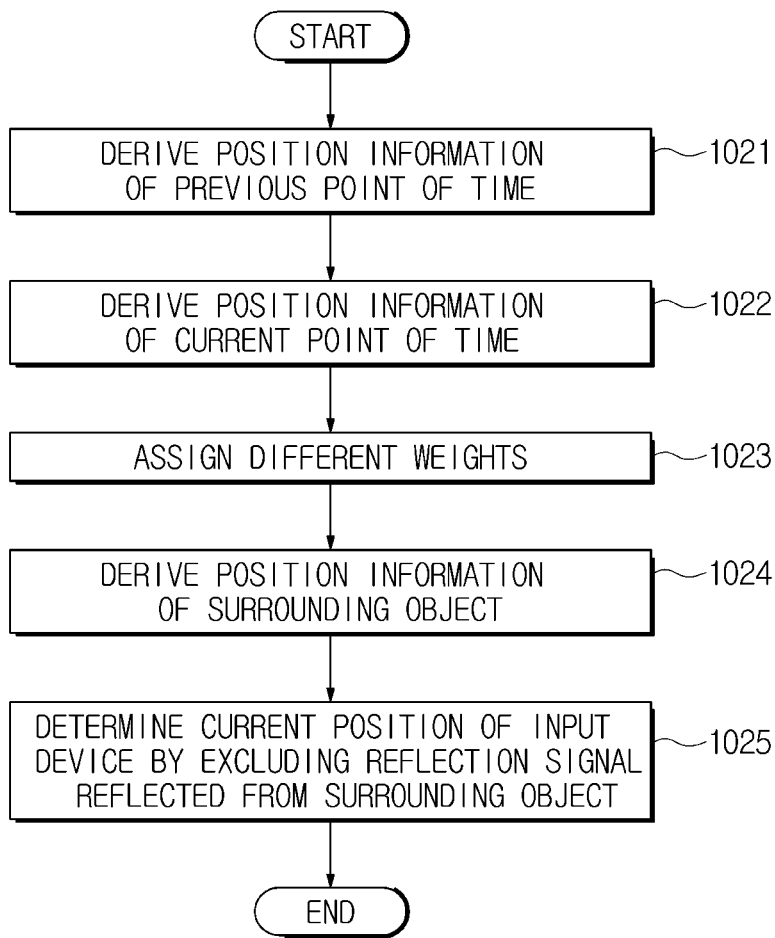 START
DERIVE POSITION INFORMATION
OF PREVIOUS POINT OF TIME
1021
DERIVE POSITION INFORMATION
OF CURRENT POINT OF TIME
1022
ASSIGN DIFFERENT WEIGHTS
1023
DERIVE POSITION INFORMATION
OF SURROUNDING OBJECT
1024
DETERMINE CURRENT POSITION OF INPUT
DEVICE BY EXCLUDING REFLECTION SIGNAL
REFLECTED FROM SURROUNDING OBJECT
1025
END